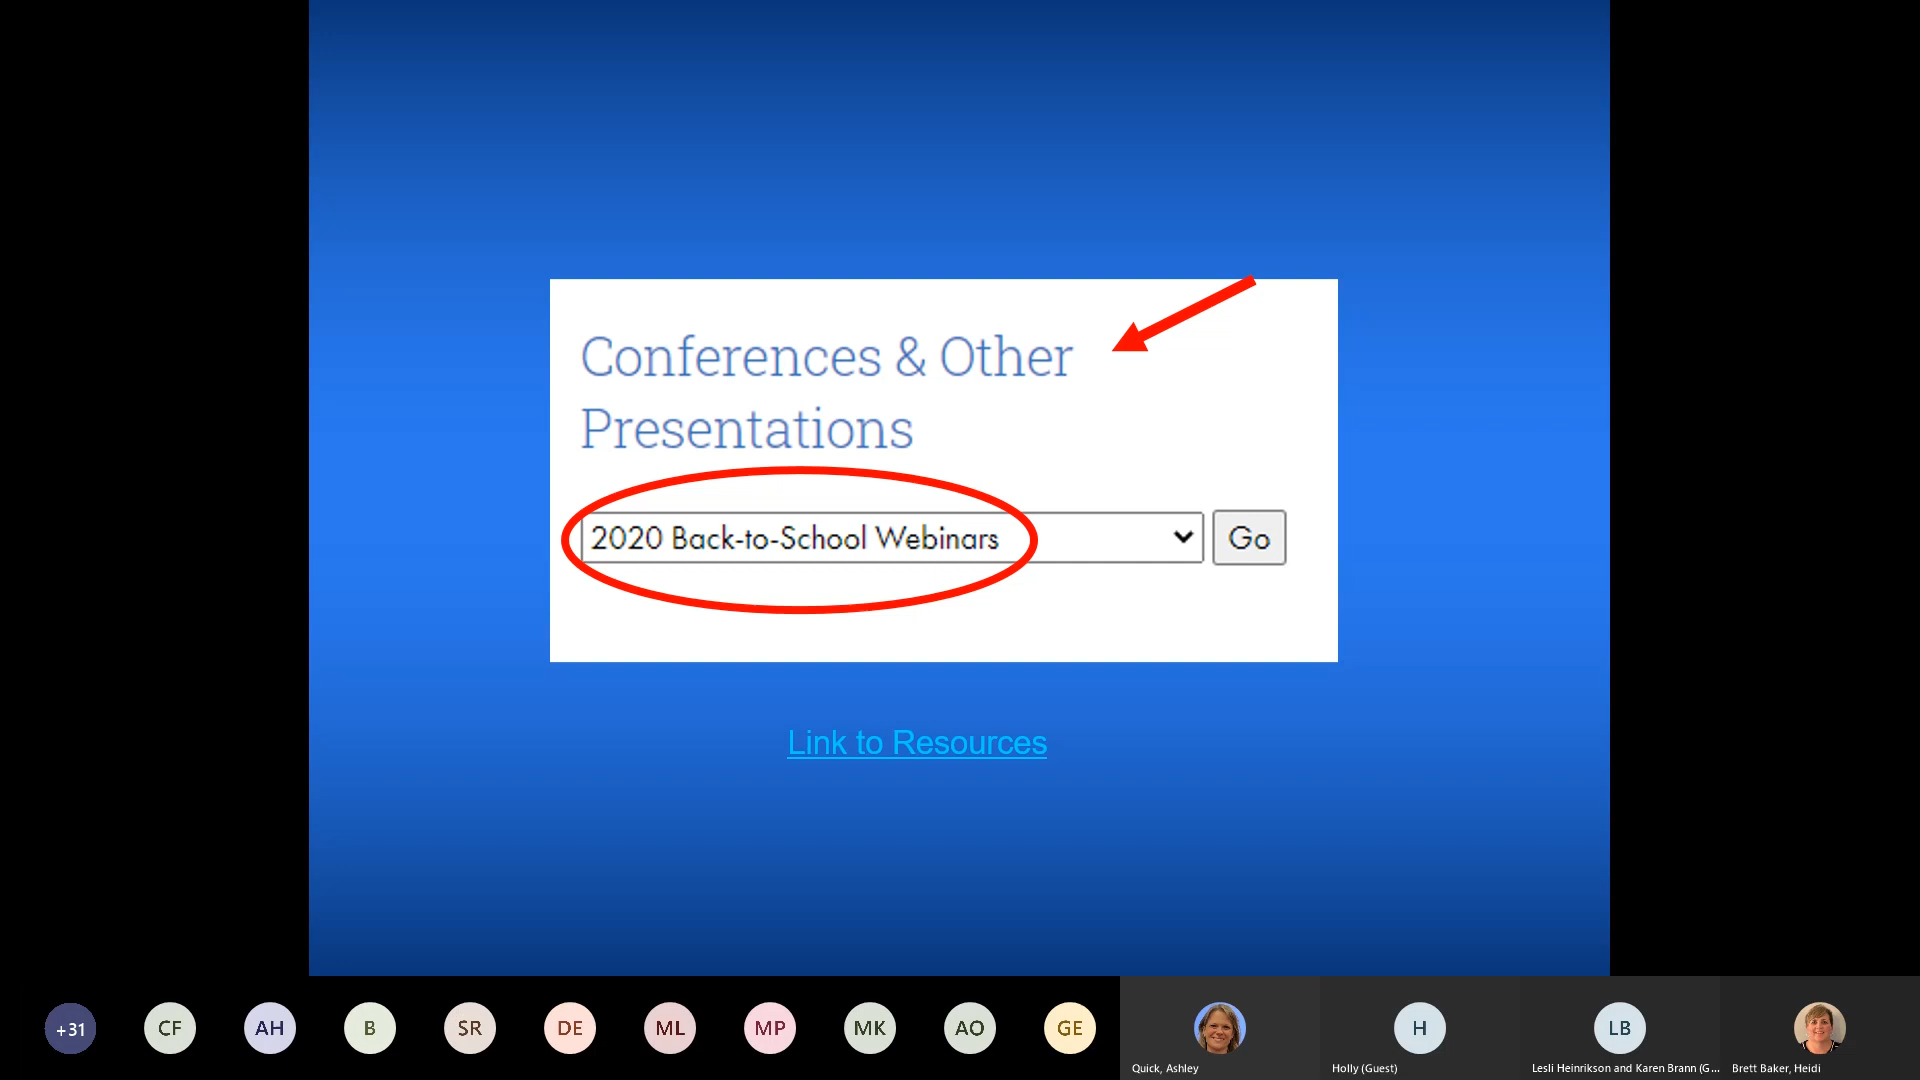 Conferences & Other
Presentations
2020 Back-to-School Webinars
Go
Link to Resources
+31
CF
AH
B
SR
DE
ML
MP
MK
AO
GE
H
LB
Quick, Ashley
Holly (Guest)
Lesli Heinrikson and Karen Brann (G...
Brett Baker, Heidi